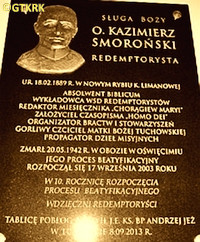 SŁUGA BOŻY
O. KAZIMIERZ
SMOROŃSKI
REDEMPTORYSTA
UR. 18.02.1889 R. W NOWYM RYBIU K. LIMANOWEJ
ABSOLWENT BIBLICUM
WYKŁADOWCA WSD REDEMPTORYSTÓW
REDAKTOR MIESIĘCZNIKA „CHORĄGIEW MARYI”
ZAŁOŻYCIEL CZASOPISMA „HOMO DEI”
ORGANIZATOR BRACTW I STOWARZYSZEŃ
GORLIWY CZCICIEL MATKI BOŻEJ TUCHOWSKIEJ
PROPAGATOR DZIEŁ MISYJNYCH
ZMARŁ 20.05.1942 R. W OBOZIE W OŚWIĘCIMIU
JEGO PROCES BEATYFIKACYJNY
ROZPOCZĄŁ SIĘ 17 WRZEŚNIA 2003 ROKU
W 10. ROCZNICĘ ROZPOCZĘCIA
PROCESU BEATYFIKACYJNEGO
WDZIĘCZNI REDEMPTORYŚCI
TABLICĘ J.E. KS. BP ANDRZEJ JEŻ
W 8.09.2013 R.
© GTKRK.eu